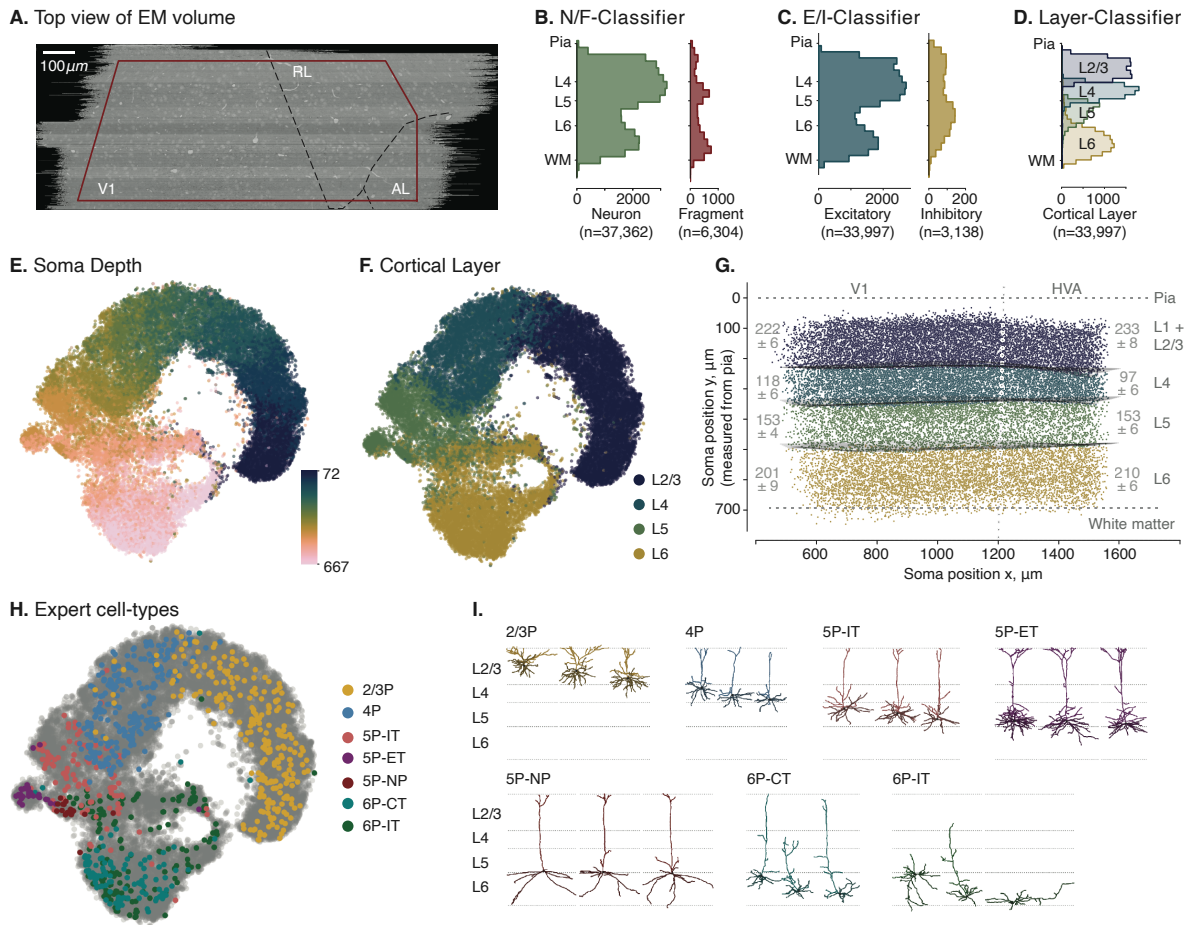 A. Top view of EM volume
100µm
RL
V1
AL
B. N/F-Classifier
Pia
L4
L5
L6
WM
0
2000
0
1000
Neuron
(n=37,362)
Fragment
(n=6,304)
C. E/I-Classifier
Pia
L4
L5
L6
WM
0
2000
0
200
Excitatory
(n=33,997)
Inhibitory
(n=3,138)
D. Layer-Classifier
Pia
L4
L5
L6
WM
L2/3
L4
L5
L6
0
1000
Cortical Layer
(n=33,997)
E. Soma Depth
72
667
F. Cortical Layer
L2/3
L4
L5
L6
G.
V1
HVA
Pia
0
100
700
Soma position y, µm
(measured from pia)
222
± 6
118
± 6
153
± 4
201
± 9
233
± 8
97
± 6
153
± 6
210
± 6
L1 +
L2/3
L4
L5
L6
White matter
600
800
1000
1200
1400
1600
Soma position x, µm
H. Expert cell-types
2/3P
4P
5P-IT
5P-ET
5P-NP
6P-CT
6P-IT
I.
2/3P
4P
5P-IT
5P-ET
L2/3
L4
L5
L6
5P-NP
6P-CT
6P-IT
L2/3
L4
L5
L6